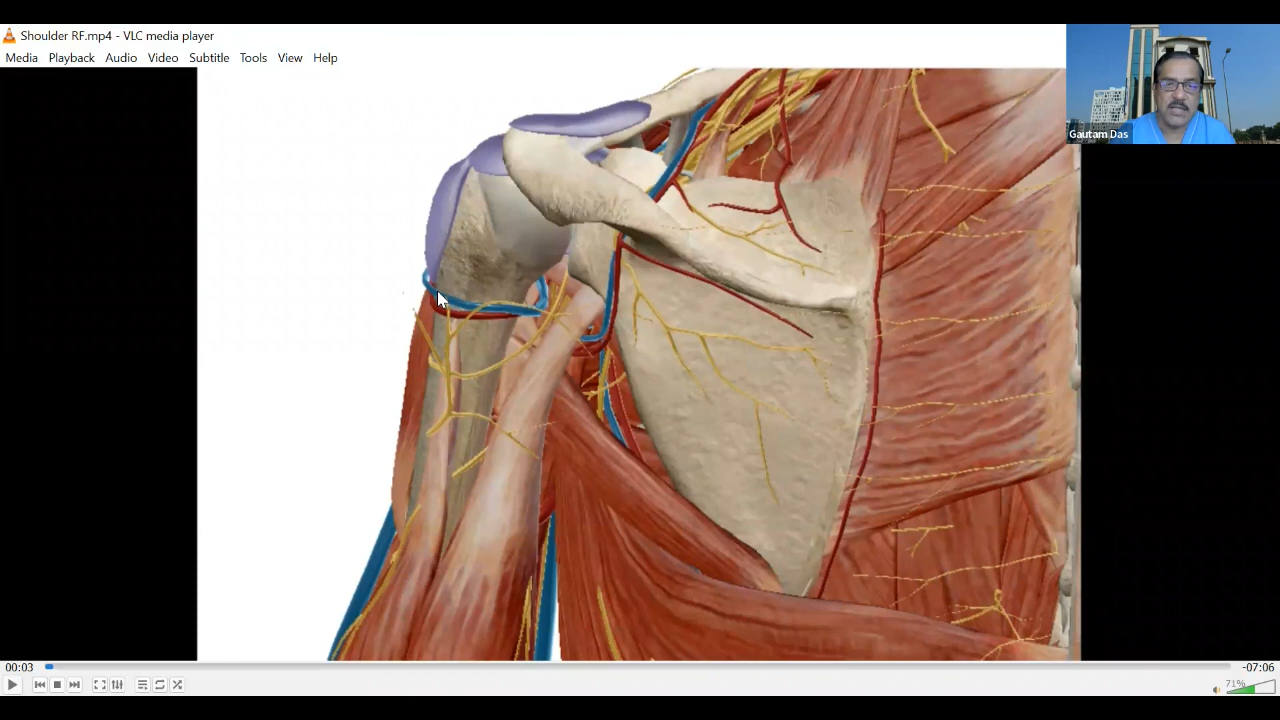 Shoulder RF.mp4 - VLC media player
Media Playback Audio Video Subtitle Tools View Help
Gautam Das
00:03
-07:06
71%